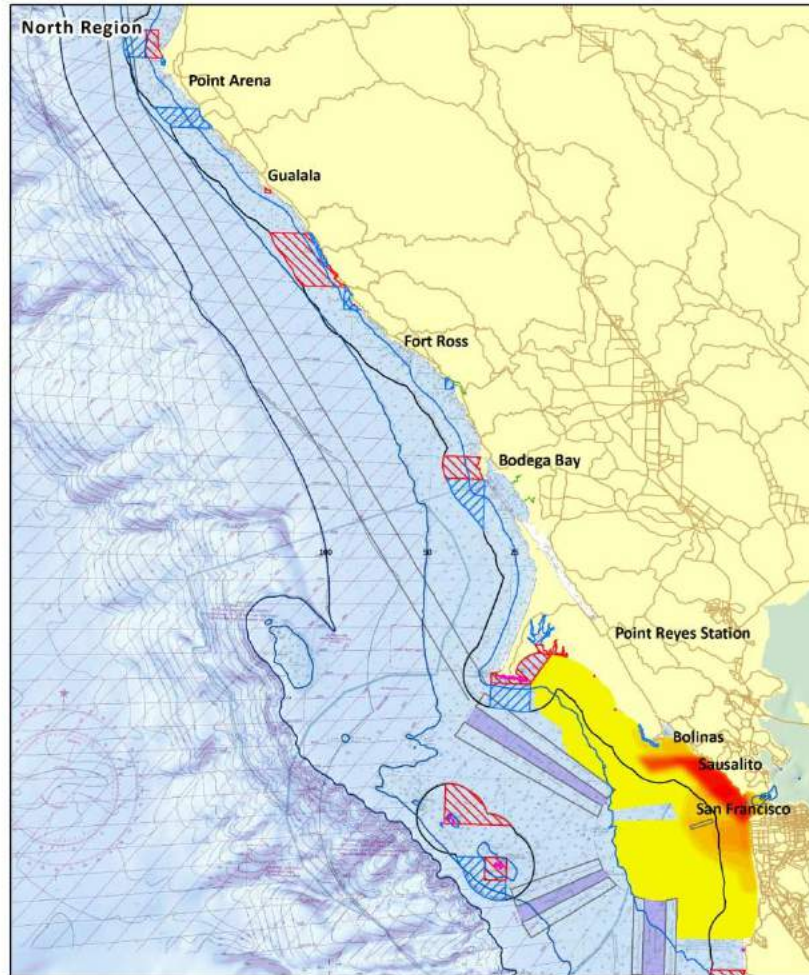 North Region
Point Arena
Gualala
Fort Ross
Bodega Bay
100
50
25
Point Reyes Station
Bolinas
Sausalito
San Francisco